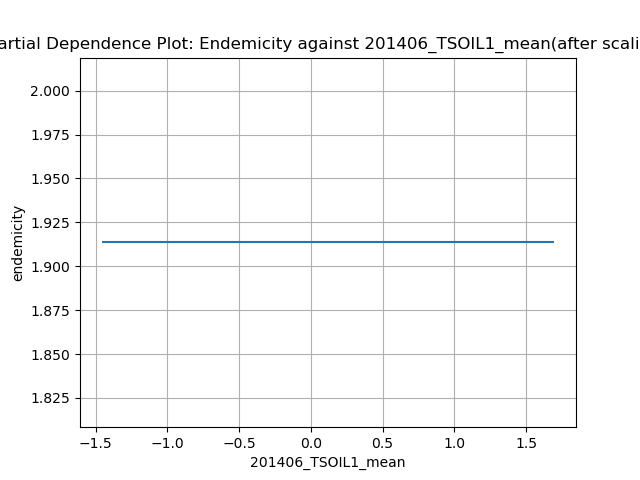 artial Dependence Plot: Endemicity against 201406_TSOIL1_mean(after scali
2.000
1.975
1.950
1.925
1.900
1.875
1.850
1.825
endemicity
−1.5 −1.0 −0.5 0.0 0.5 1.0 1.5
201406_TSOIL1_mean